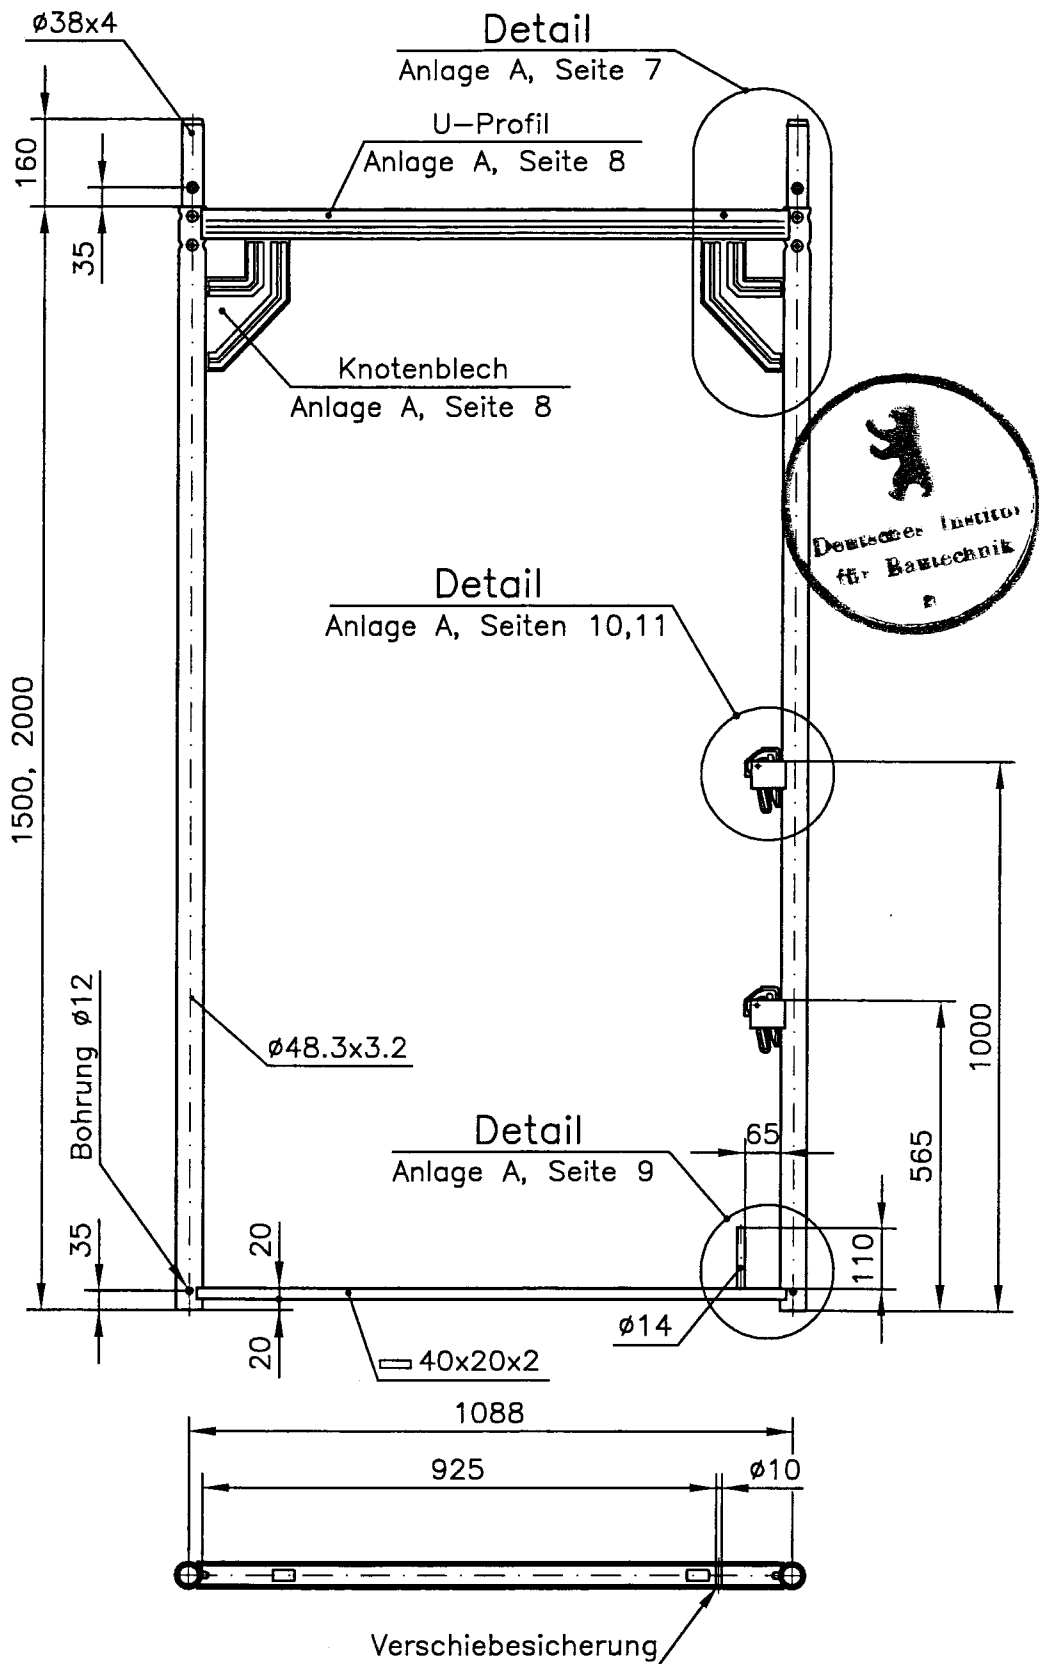 ø38x4
Detail
Anlage A, Seite 7
U-Profil
Anlage A, Seite 8
160
35
Knotenblech
Anlage A, Seite 8
Deutsches Institut
für Bautechnik
Detail
Anlage A, Seiten 10,11
1500, 2000
1000
Bohrung ø12
ø48.3x3.2
565
Detail
Anlage A, Seite 9
65
35
20
110
ø14
20
40x20x2
1088
925
ø10
Verschiebesicherung